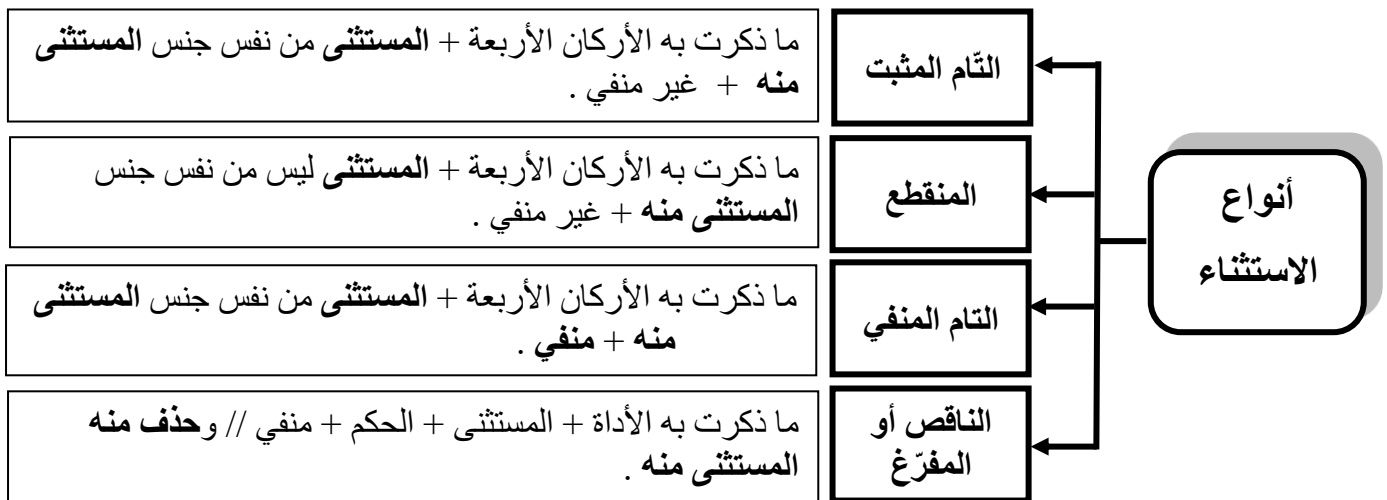 أنواع
الاستثناء
التّام المثبت
ما ذكرت به الأركان الأربعة + المستثنى من نفس جنس المستثنى
منه + غير منفي .
المنقطع
ما ذكرت به الأركان الأربعة + المستثنى ليس من نفس جنس
المستثنى منه + غير منفي .
التام المنفي
ما ذكرت به الأركان الأربعة + المستثنى من نفس جنس المستثنى
منه + منفي .
الناقص أو
المفرّغ
ما ذكرت به الأداة + المستثنى + الحكم + منفي // وحذف منه
المستثنى منه .